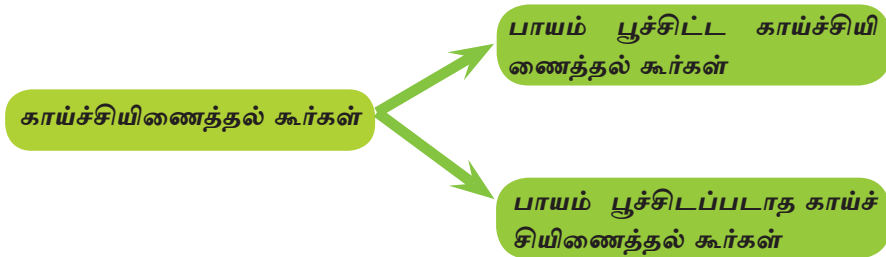 பாயம் பூச்சிட்ட காய்ச்சியி
ணைத்தல் கூர்கள்
காய்ச்சியிணைத்தல் கூர்கள்
பாயம் பூச்சிடப்படாத காய்ச்
சியிணைத்தல் கூர்கள்